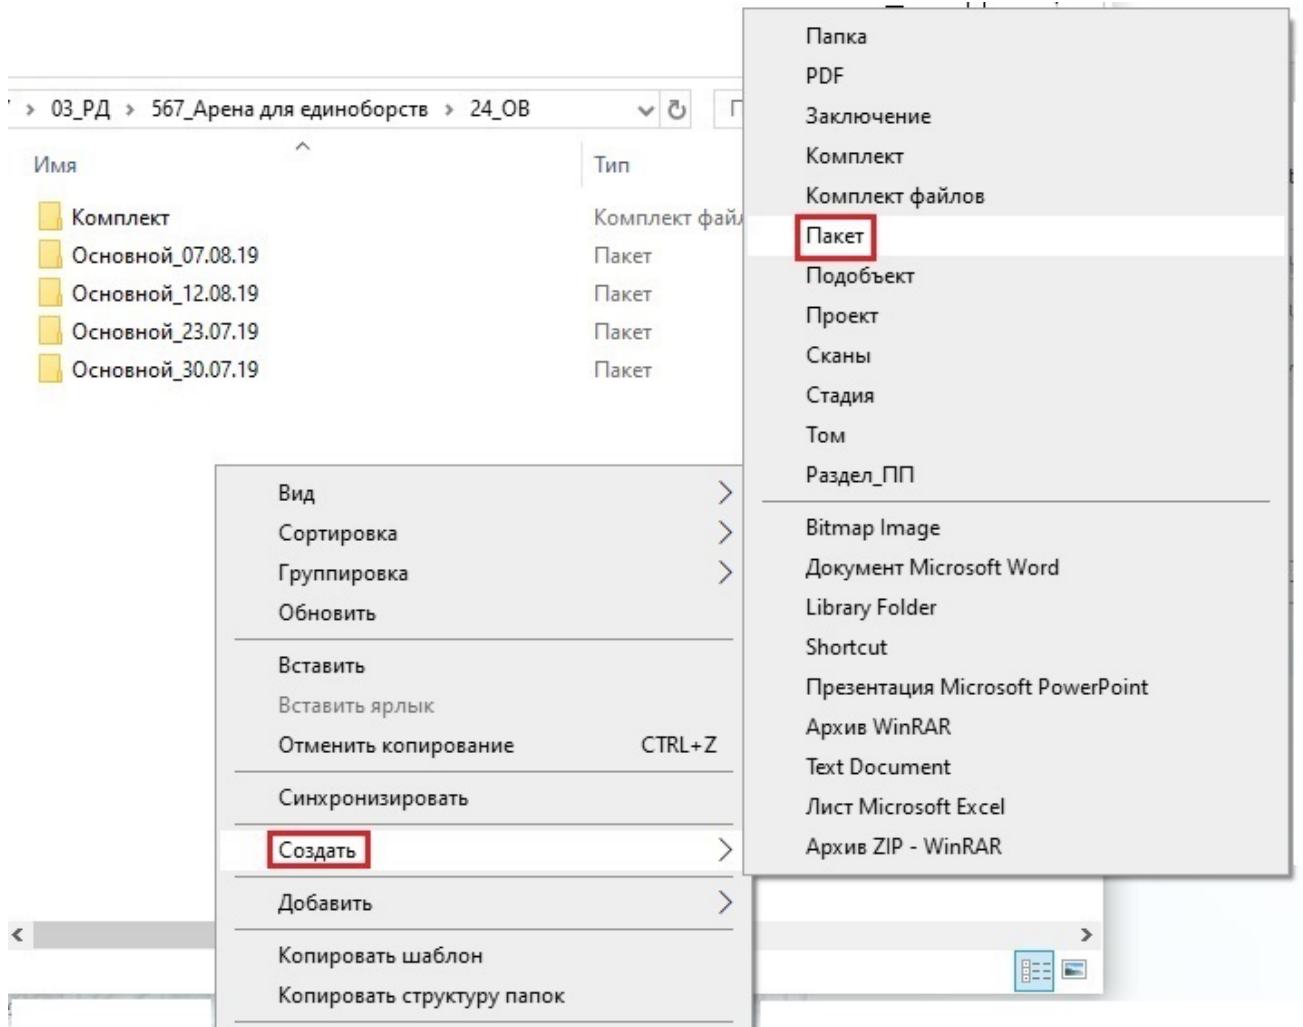 03_РД > 567_Арена для единоборств > 24_ОВ
Имя
Тип
Комплект
Комплект
Основной_07.08.19
Пакет
Основной_12.08.19
Пакет
Основной_23.07.19
Пакет
Основной_30.07.19
Пакет
Вид
Сортировка
Группировка
Обновить
Вставить
Вставить ярлык
Отменить копирование CTRL+Z
Синхронизировать
Создать
Добавить
Копировать шаблон
Копировать структуру папок
Папка
PDF
Заключение
Комплект
Комплект файлов
Пакет
Подобъект
Проект
Сканы
Стадия
Том
Раздел_ПП
Bitmap Image
Документ Microsoft Word
Library Folder
Shortcut
Презентация Microsoft PowerPoint
Архив WinRAR
Text Document
Лист Microsoft Excel
Архив ZIP - WinRAR